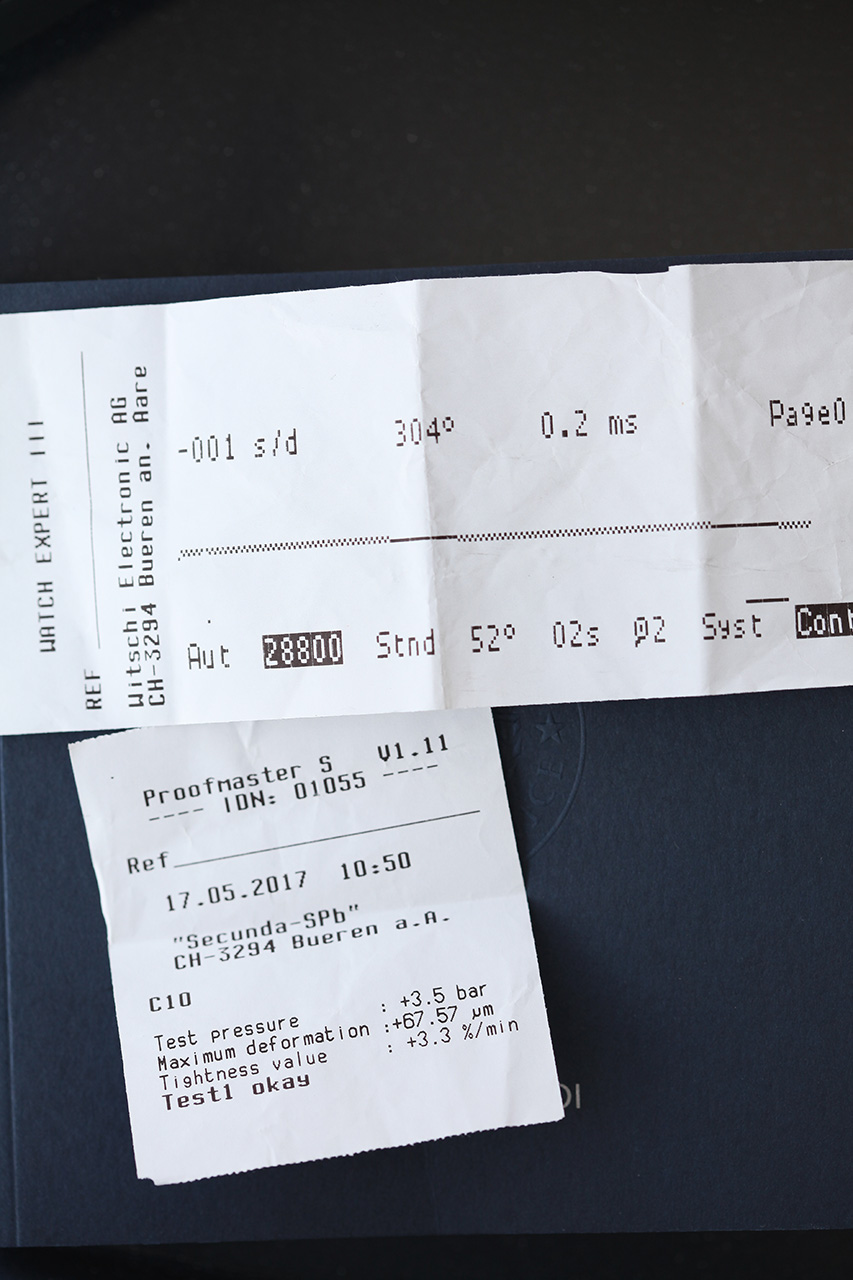 WATCH EXPERT III
REF
Witschi Electronic AG
CH-3294 Bueren an. Aare
-001 s/d 304° 0.2 ms Page0
Aut 28800 Stnd 52° 02s @2 Syst Cont
Proofmaster S V1.11
---- IDN: 01055 ----
Ref
17.05.2017 10:50
"Secunda-SPb"
CH-3294 Bueren a.A.
C10
Test pressure : +3.5 bar
Maximum deformation :+67.57 µm
Tightness value : +3.3 %/min
Test1 okay